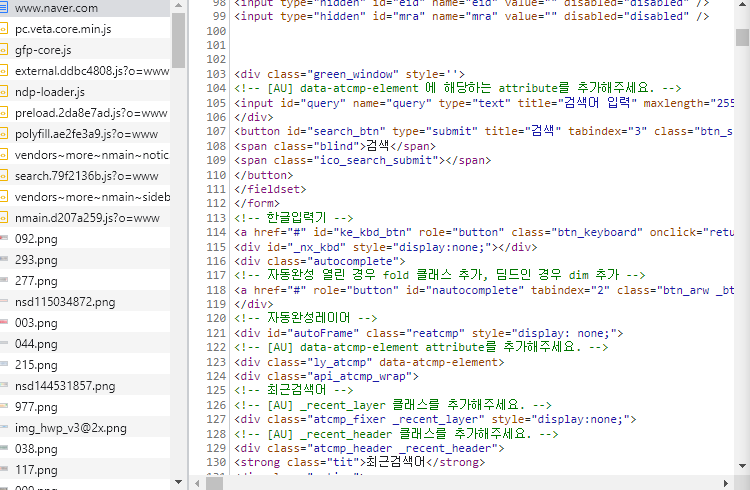 www.naver.com
pc.veta.core.min.js
gfp-core.js
external.ddbc4808.js?o=www
ndp-loader.js
preload.2da8e7ad.js?o=www
polyfill.ae2fe3a9.js?o=www
vendors~more~nmain~notic
search.79f2136b.js?o=www
vendors~more~nmain~sideb
nmain.d207a259.js?o=www
092.png
293.png
277.png
nsd115034872.png
003.png
044.png
215.png
nsd144531857.png
977.png
img_hwp_v3@2x.png
038.png
117.png
98 <input type="hidden" id="eid" name="eid" value="" disabled="disabled" />
99 <input type="hidden" id="mra" name="mra" value="" disabled="disabled" />
100
101
102
103 <div class="green_window" style=''>
104 <!-- [AU] data-atcmp-element 에 해당하는 attribute를 추가해주세요. -->
105 <input id="query" name="query" type="text" title="검색어 입력" maxlength="255
106 </div>
107 <button id="search_btn" type="submit" title="검색" tabindex="3" class="btn_s
108 <span class="blind">검색</span>
109 <span class="ico_search_submit"></span>
110 </button>
111 </fieldset>
112 </form>
113 <!-- 한글입력기 -->
114 <a href="#" id="ke_kbd_btn" role="button" class="btn_keyboard" onclick="retu
115 <div id="_nx_kbd" style="display:none;"></div>
116 <div class="autocomplete">
117 <!-- 자동완성 열린 경우 fold 클래스 추가, 딤드인 경우 dim 추가 -->
118 <a href="#" role="button" id="nautocomplete" tabindex="2" class="btn_arw _bt
119 </div>
120 <!-- 자동완성레이어 -->
121 <div id="autoFrame" class="reatcmp" style="display: none;">
122 <!-- [AU] data-atcmp-element attribute를 추가해주세요. -->
123 <div class="ly_atcmp" data-atcmp-element>
124 <div class="api_atcmp_wrap">
125 <!-- 최근검색어 -->
126 <!-- [AU] _recent_layer 클래스를 추가해주세요. -->
127 <div class="atcmp_fixer _recent_layer" style="display:none;">
128 <!-- [AU] _recent_header 클래스를 추가해주세요. -->
129 <div class="atcmp_header _recent_header">
130 <strong class="tit">최근검색어</strong>